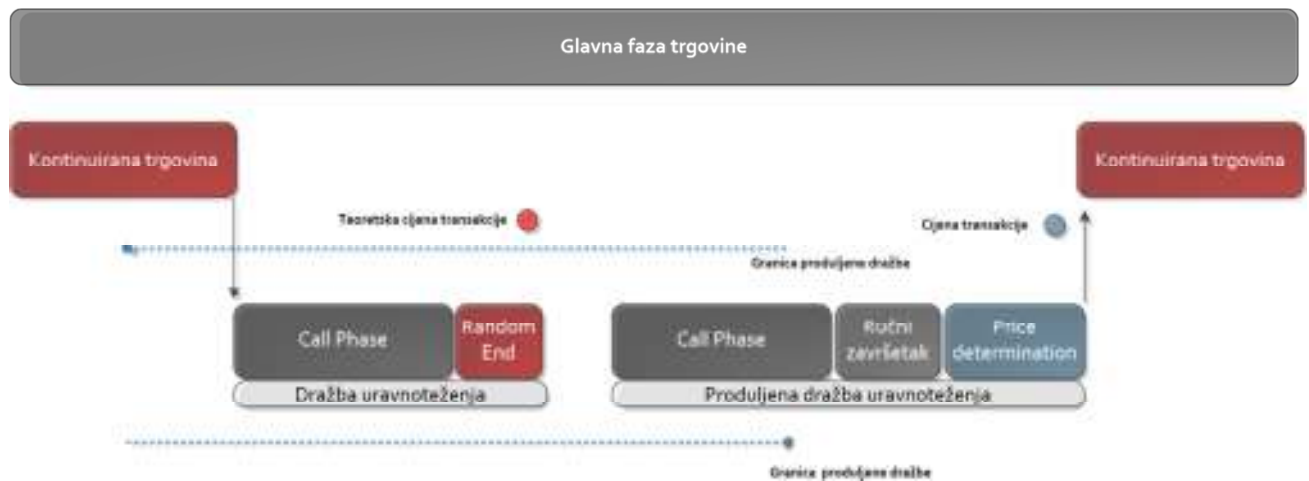 Glavna faza trgovine
Kontinuirana trgovina
Kontinuirana trgovina
Teoretska cijena transakcije
Cijena transakcije
Granica produljene dražbe
Call Phase
Random
End
Call Phase
Ručni
završetak
Price
determination
Dražba uravnoteženja
Produljena dražba uravnoteženja
Granica produljene dražbe